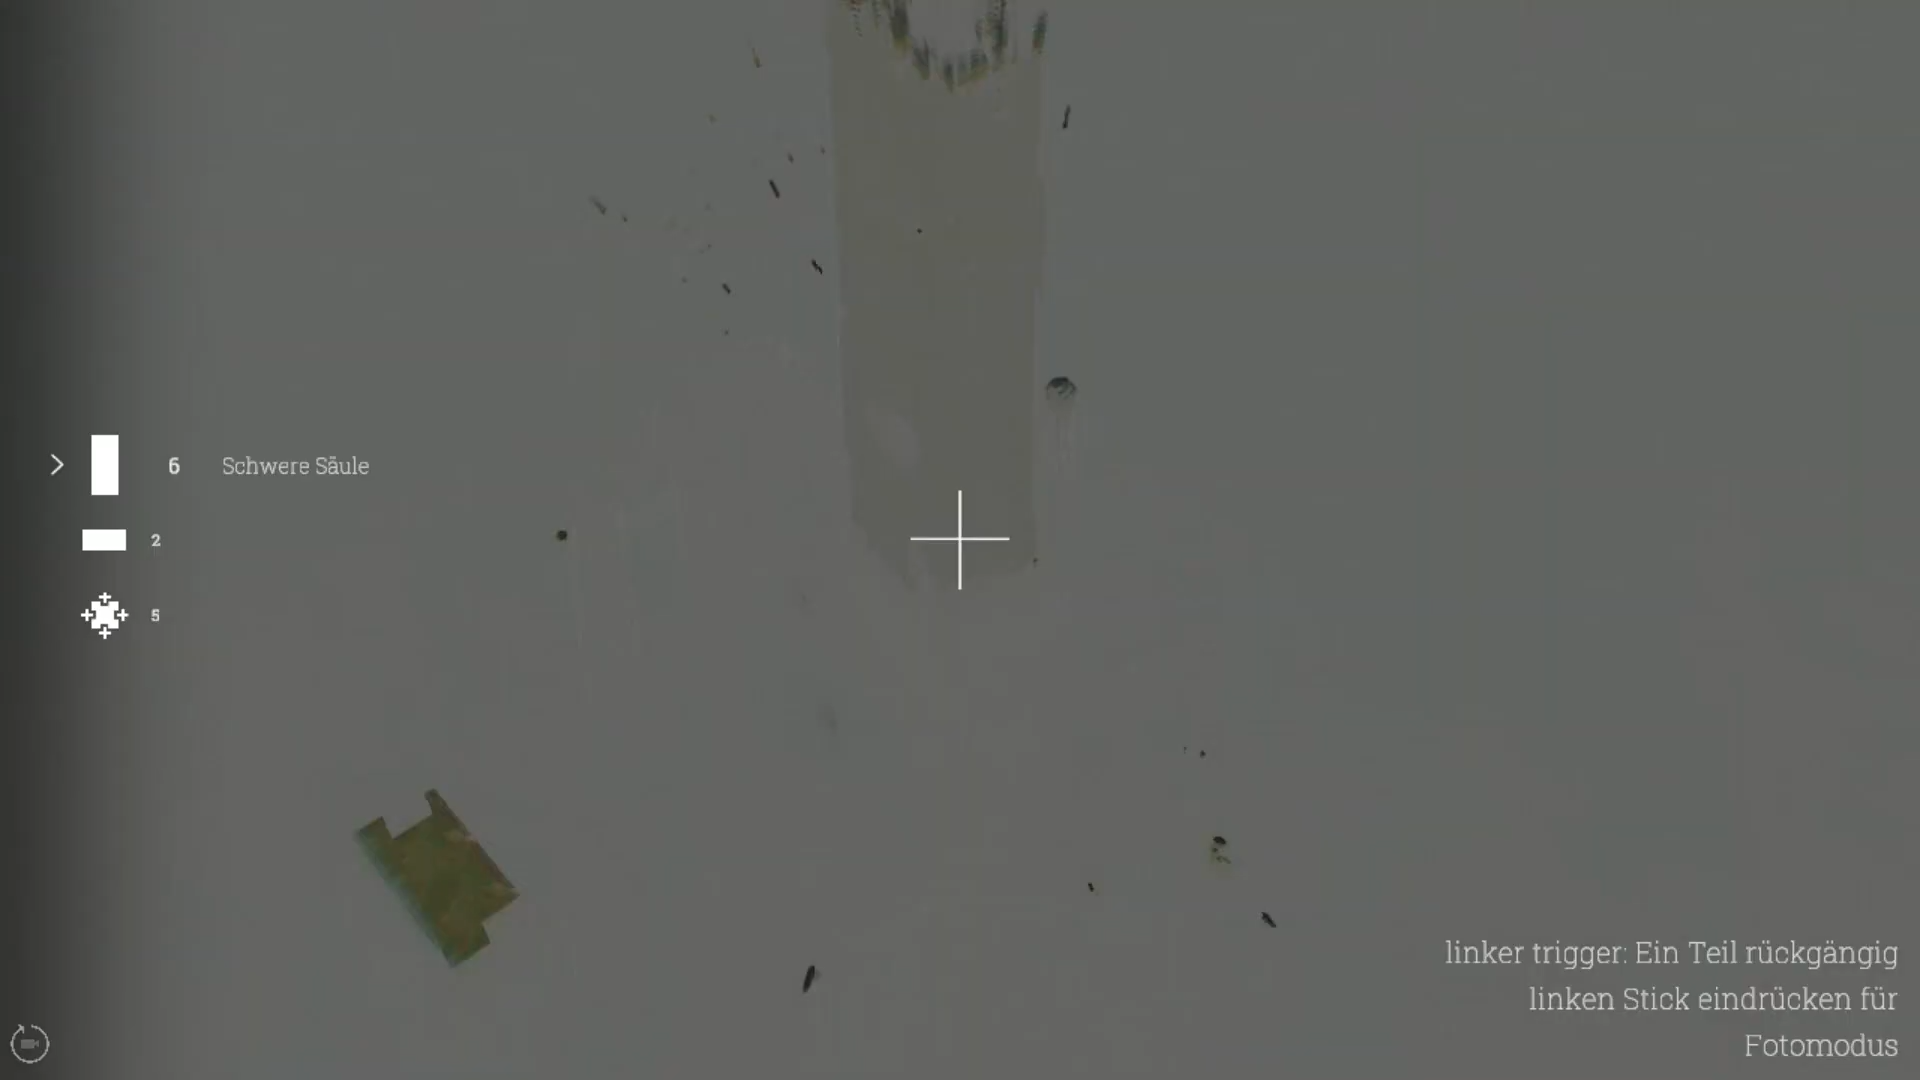 6 Schwere Säule
2
5
linker trigger: Ein Teil rückgängig
linken Stick eindrücken für
Fotomodus